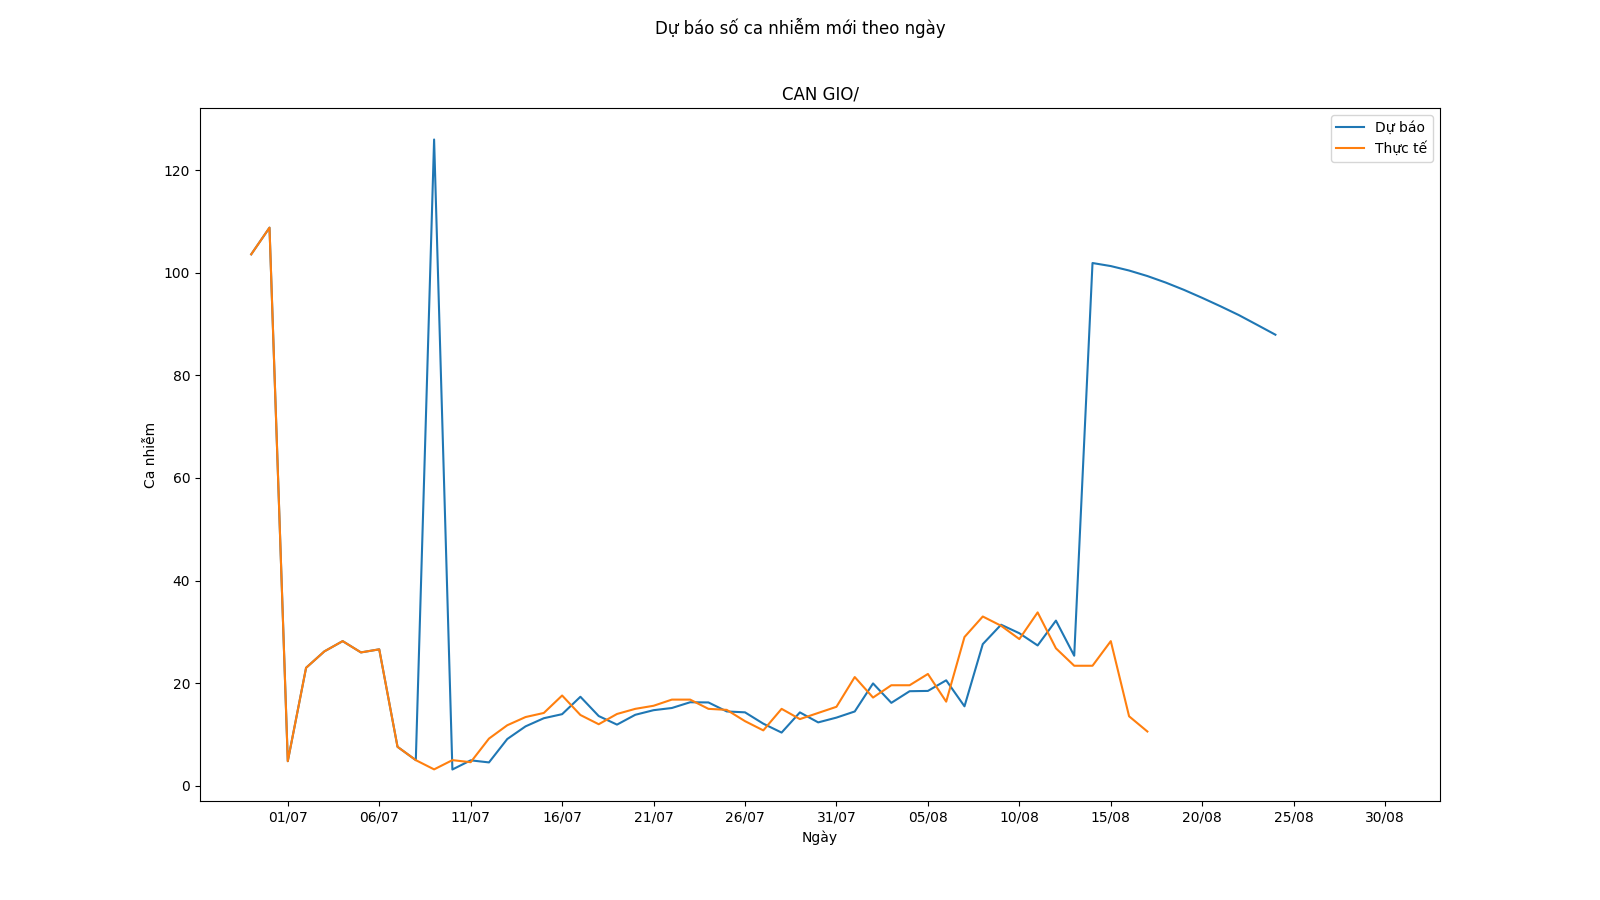 Dự báo số ca nhiễm mới theo ngày
CAN GIO/
Dự báo
Thực tế
120
100
80
60
40
20
0
Ca nhiễm
01/07 06/07 11/07 16/07 21/07 26/07 31/07 05/08 10/08 15/08 20/08 25/08 30/08
Ngày